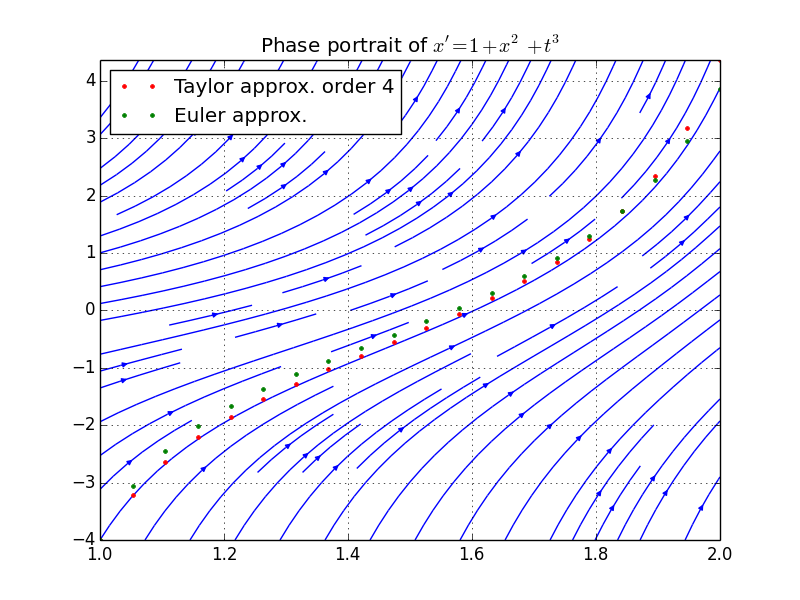 Phase portrait of x' = 1 + x² + t³
Taylor approx. order 4
Euler approx.
4
3
2
1
0
−1
−2
−3
−4
1.0 1.2 1.4 1.6 1.8 2.0